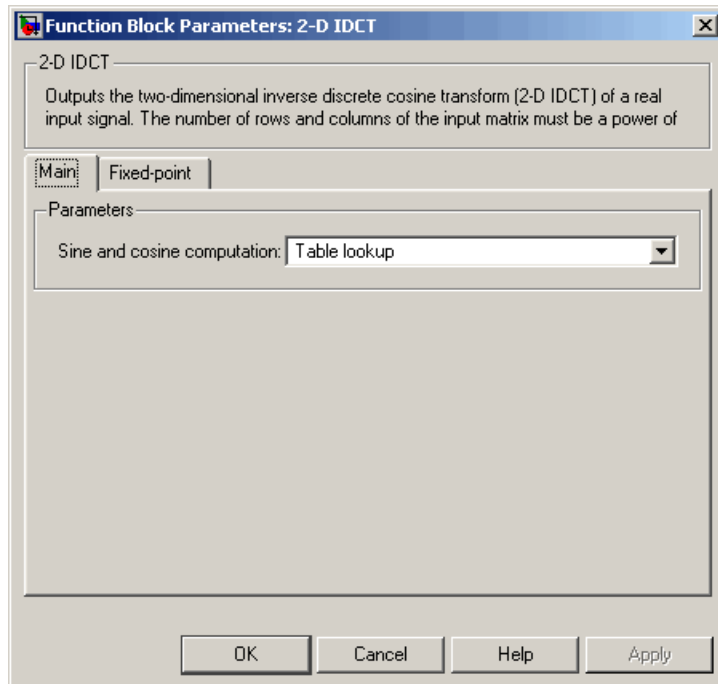 Function Block Parameters: 2-D IDCT
2-D IDCT
Outputs the two-dimensional inverse discrete cosine transform (2-D IDCT) of a real
input signal. The number of rows and columns of the input matrix must be a power of
Main Fixed-point
Parameters
Sine and cosine computation: Table lookup
OK Cancel Help Apply